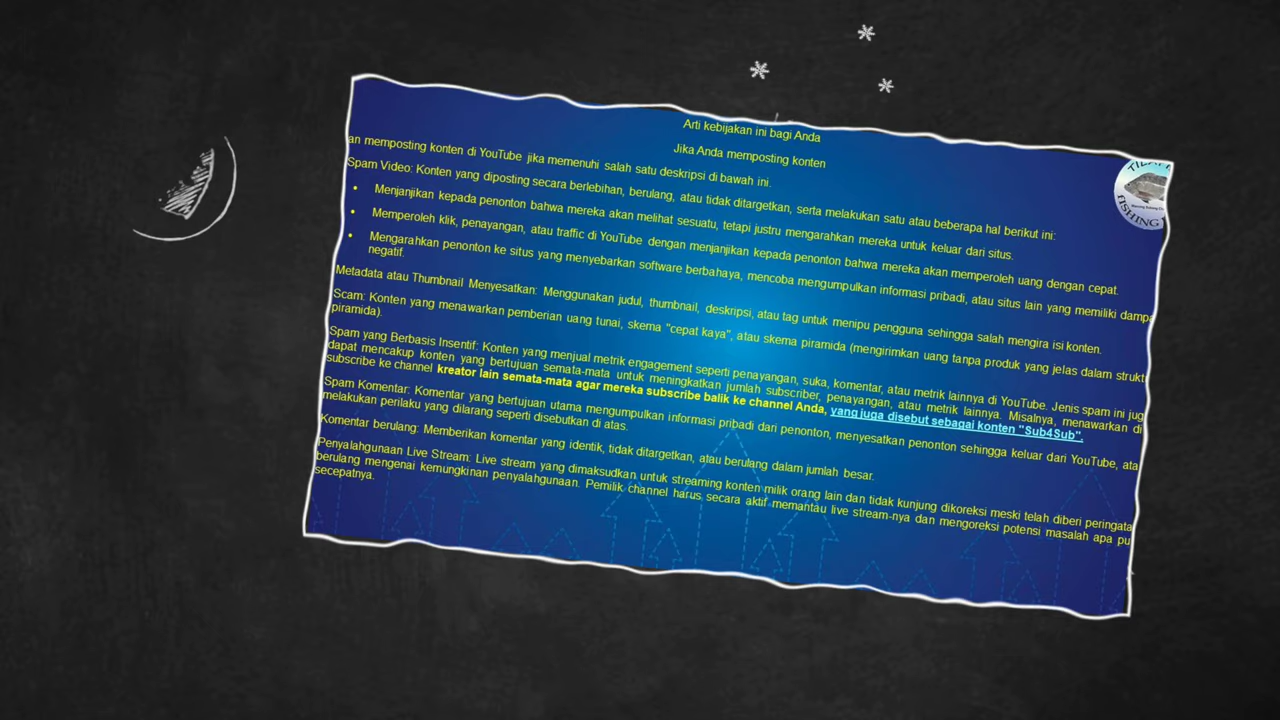 Arti kebijakan ini bagi Anda
Jika Anda memposting konten
an memposting konten di YouTube jika memenuhi salah satu deskripsi di bawah ini.
Spam Video: Konten yang diposting secara berlebihan, berulang, atau tidak ditargetkan, serta melakukan satu atau beberapa hal berikut ini:
• Menjanjikan kepada penonton bahwa mereka akan melihat sesuatu, tetapi justru mengarahkan mereka untuk keluar dari situs.
• Memperoleh klik, penayangan, atau traffic di YouTube dengan menjanjikan kepada penonton bahwa mereka akan memperoleh uang dengan cepat.
• Mengarahkan penonton ke situs yang menyebarkan software berbahaya, mencoba mengumpulkan informasi pribadi, atau situs lain yang memiliki dampa
negatif.
Metadata atau Thumbnail Menyesatkan: Menggunakan judul, thumbnail, deskripsi, atau tag untuk menipu pengguna sehingga salah mengira isi konten.
Scam: Konten yang menawarkan pemberian uang tunai, skema "cepat kaya", atau skema piramida (mengirimkan uang tanpa produk yang jelas dalam strukt
piramida).
Spam yang Berbasis Insentif: Konten yang menjual metrik engagement seperti penayangan, suka, komentar, atau metrik lainnya di YouTube. Jenis spam ini jug
dapat mencakup konten yang bertujuan semata-mata untuk meningkatkan jumlah subscriber, penayangan, atau metrik lainnya. Misalnya, menawarkan di
subscribe ke channel kreator lain semata-mata agar mereka subscribe balik ke channel Anda, yang juga disebut sebagai konten "Sub4Sub".
Spam Komentar: Komentar yang bertujuan utama mengumpulkan informasi pribadi dari penonton, menyesatkan penonton sehingga keluar dari YouTube, ata
melakukan perilaku yang dilarang seperti disebutkan di atas.
Komentar berulang: Memberikan komentar yang identik, tidak ditargetkan, atau berulang dalam jumlah besar.
Penyalahgunaan Live Stream: Live stream yang dimaksudkan untuk streaming konten milik orang lain dan tidak kunjung dikoreksi meski telah diberi peringata
berulang mengenai kemungkinan penyalahgunaan. Pemilik channel harus secara aktif memantau live stream-nya dan mengoreksi potensi masalah apa pu
secepatnya.
FISHING